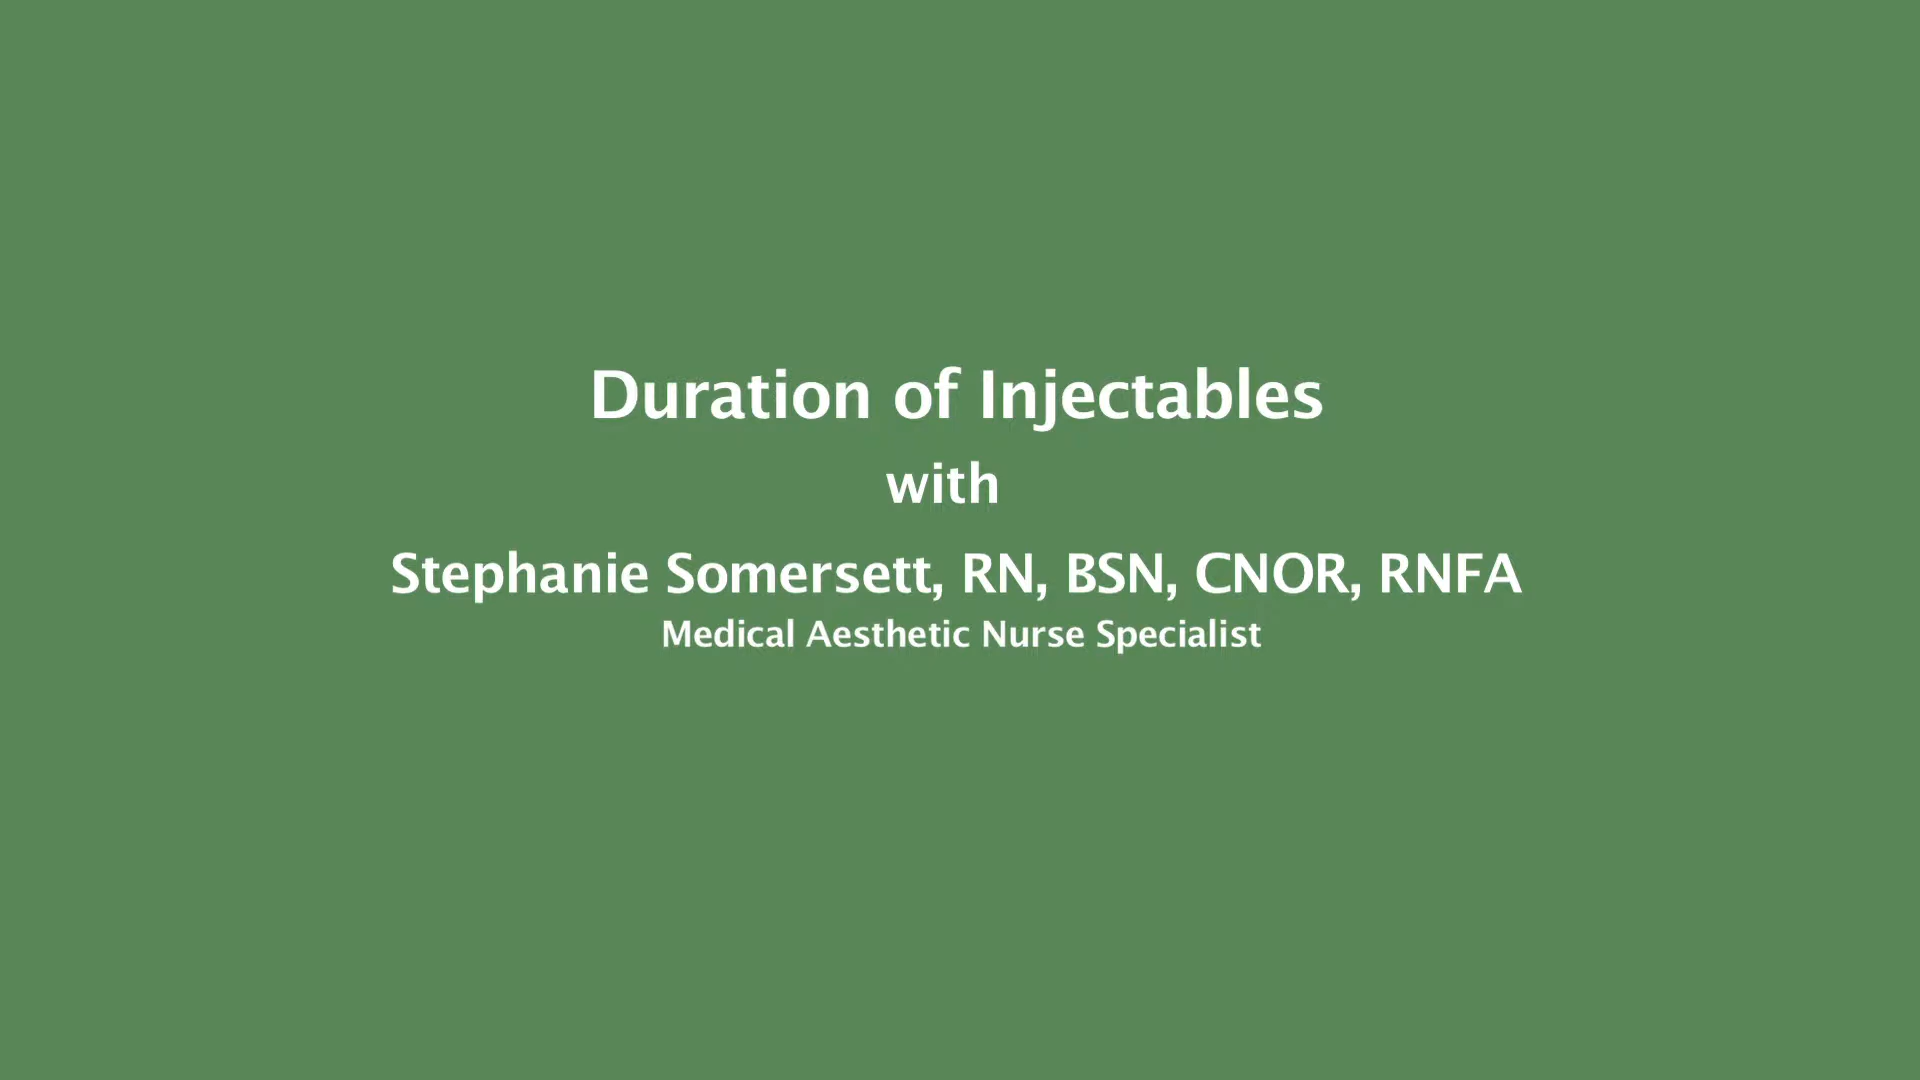 Duration of Injectables
with
Stephanie Somersett, RN, BSN, CNOR, RNFA
Medical Aesthetic Nurse Specialist